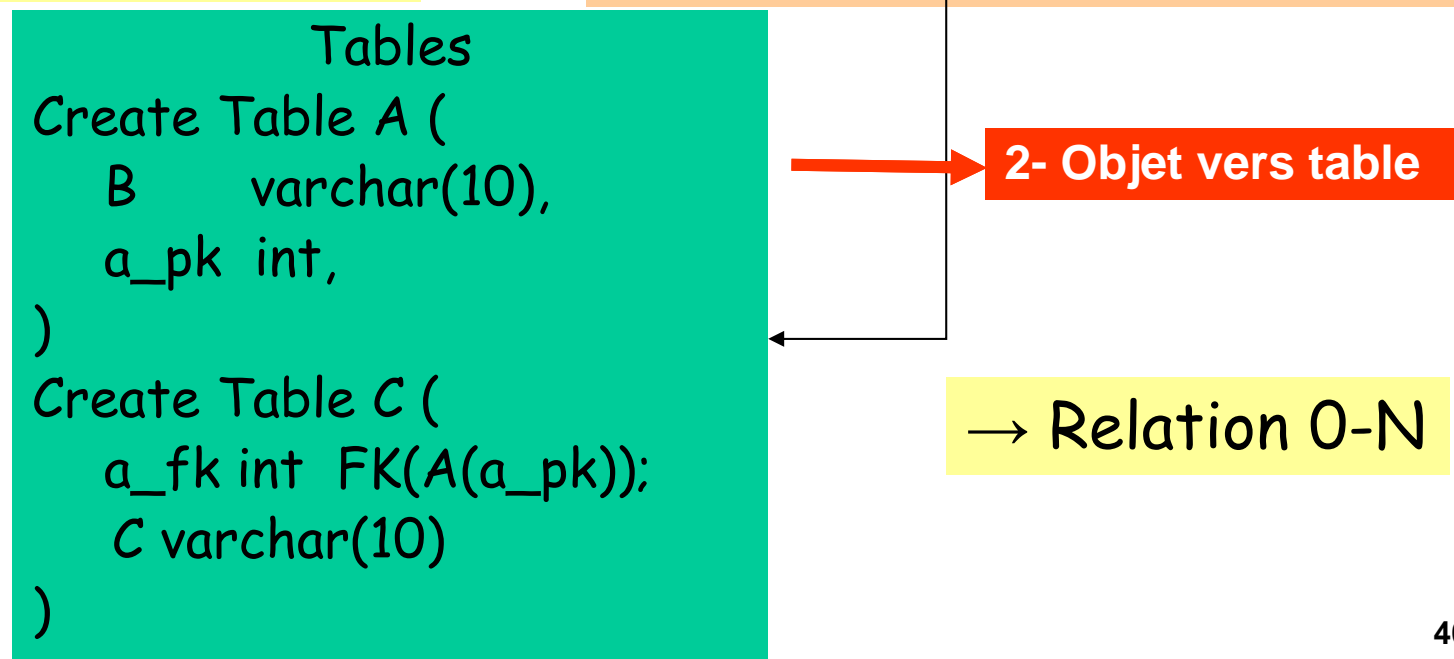 Tables
Create Table A (
B varchar(10),
a_pk int,
)
Create Table C (
a_fk int FK(A(a_pk));
C varchar(10)
)
2- Objet vers table
→ Relation 0-N